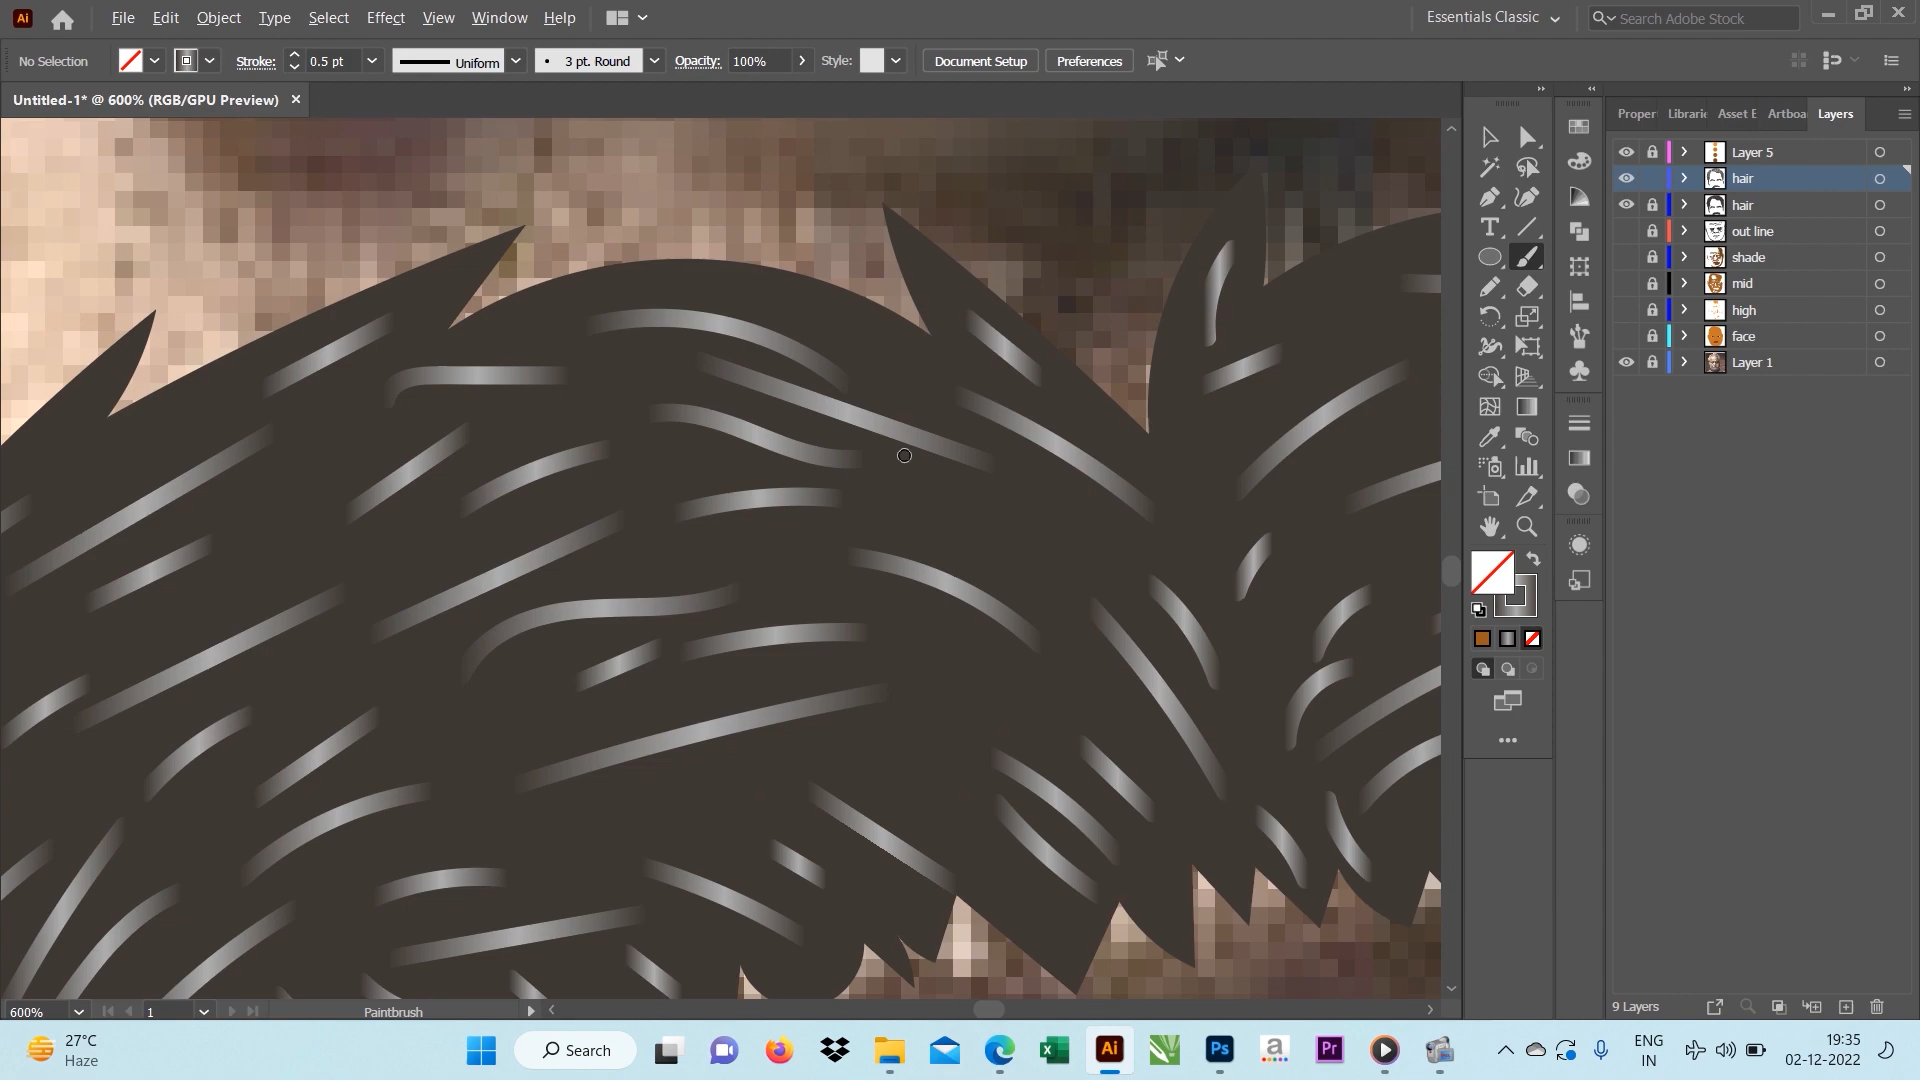 Ai File Edit Object Type Select Effect View Window Help Essentials Classic Search Adobe Stock
No Selection Stroke: 0.5 pt Uniform 3 pt. Round Opacity: 100% Style: Document Setup Preferences
Untitled-1* @ 600% (RGB/GPU Preview)
Proper Librarie Asset E Artboa Layers
Layer 5
hair
hair
out line
shade
mid
high
face
Layer 1
600% 1 Paintbrush 9 Layers
27°C
Haze
Search
Ai Ps a Pr
ENG
IN
19:35
02-12-2022